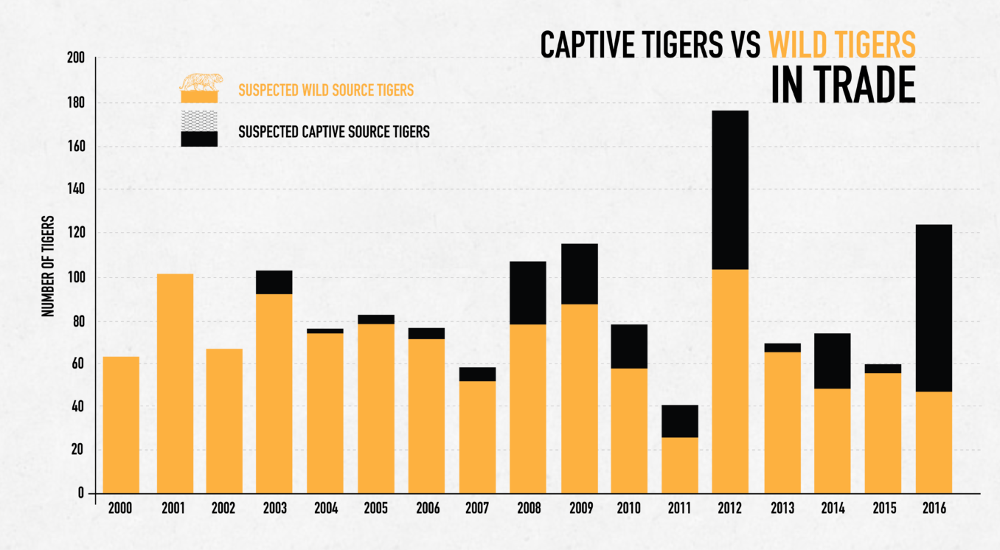 CAPTIVE TIGERS VS WILD TIGERS
IN TRADE
SUSPECTED WILD SOURCE TIGERS
SUSPECTED CAPTIVE SOURCE TIGERS
NUMBER OF TIGERS
200
180
160
140
120
100
80
60
40
20
0
2000 2001 2002 2003 2004 2005 2006 2007 2008 2009 2010 2011 2012 2013 2014 2015 2016